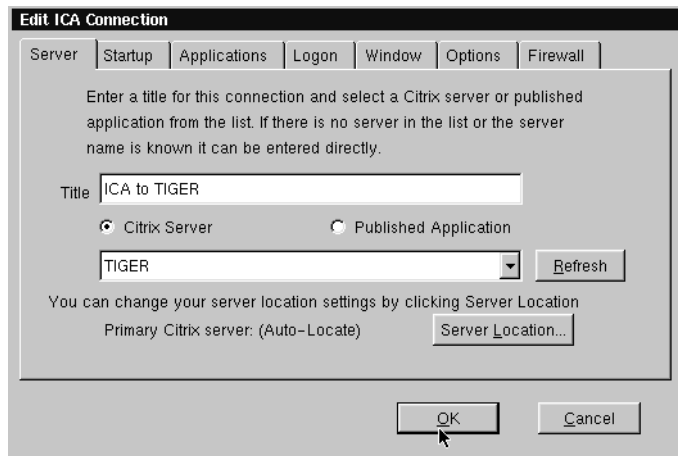 Edit ICA Connection
Server Startup Applications Logon Window Options Firewall
Enter a title for this connection and select a Citrix server or published
application from the list. If there is no server in the list or the server
name is known it can be entered directly.
Title ICA to TIGER
Citrix Server Published Application
TIGER Refresh
You can change your server location settings by clicking Server Location
Primary Citrix server: (Auto-Locate) Server Location...
OK Cancel